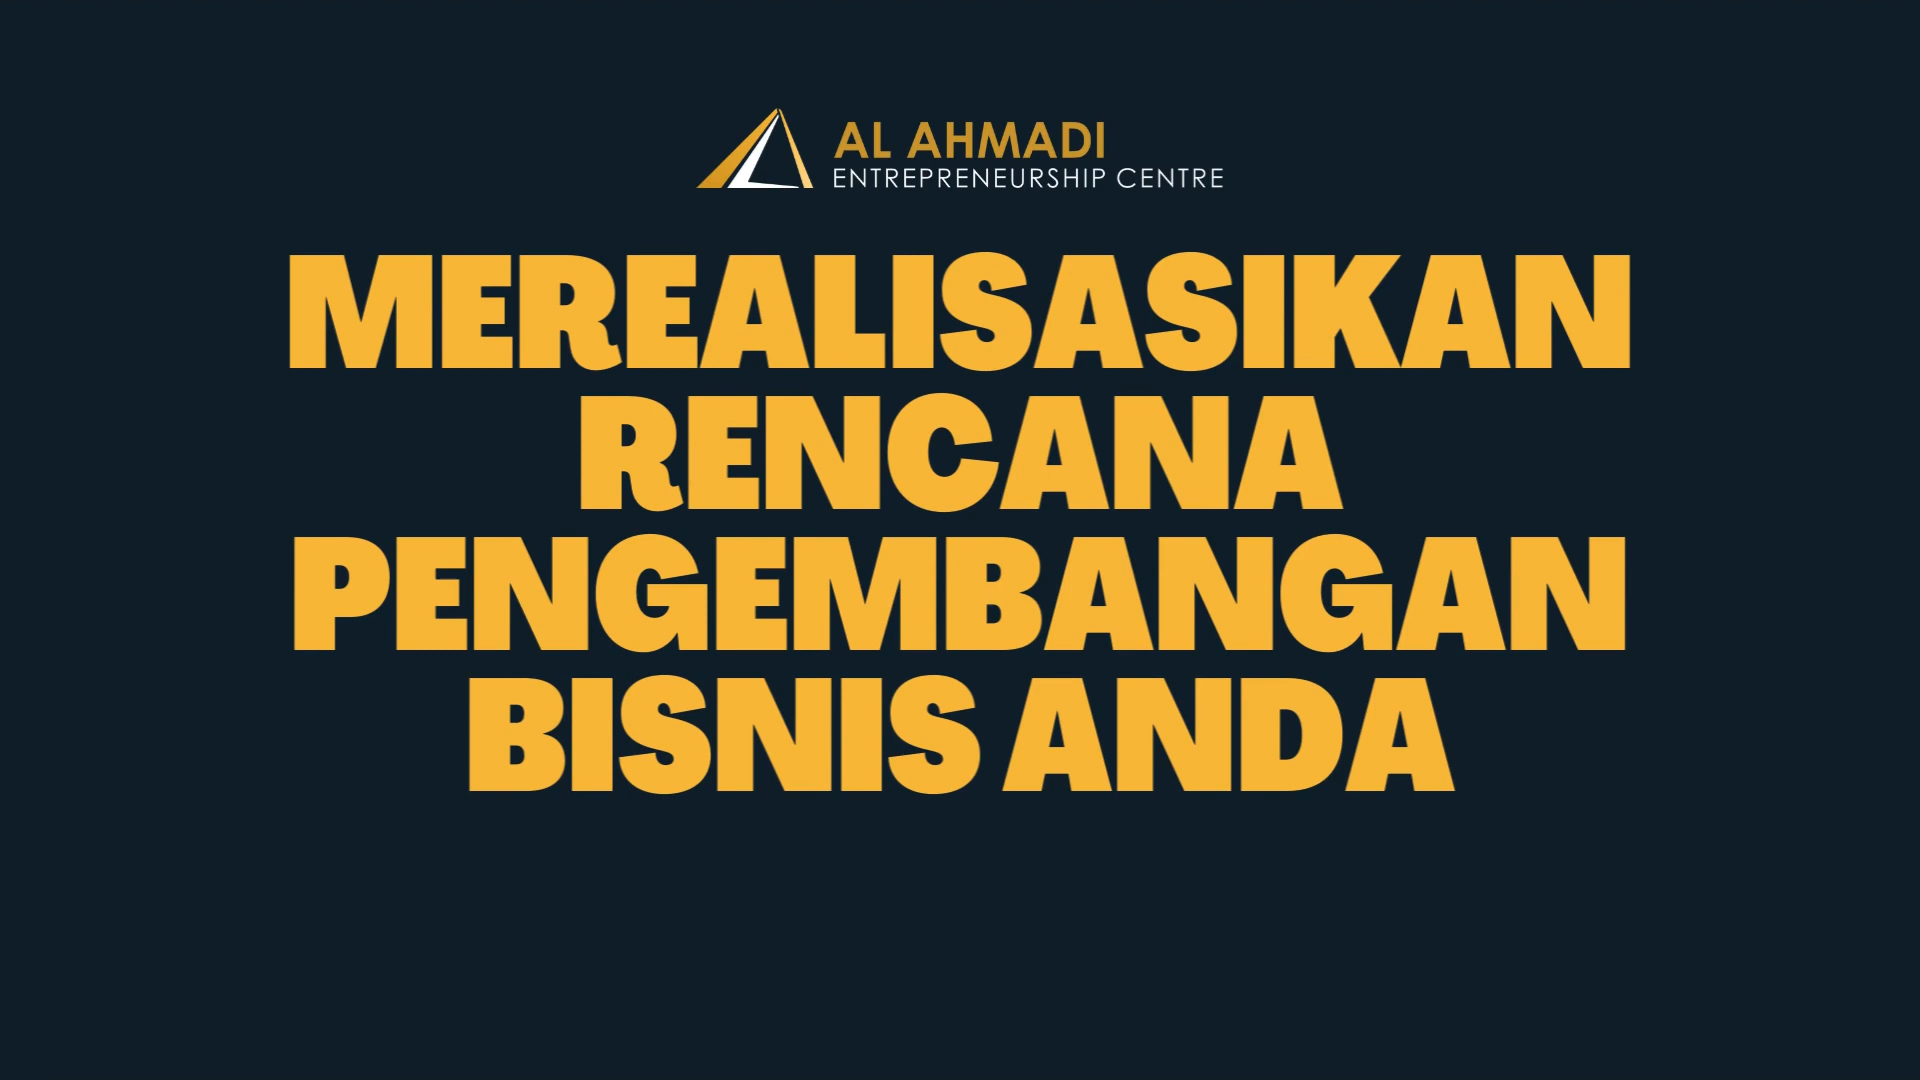 AL AHMADI
ENTREPRENEURSHIP CENTRE
MEREALISASIKAN
RENCANA
PENGEMBANGAN
BISNIS ANDA